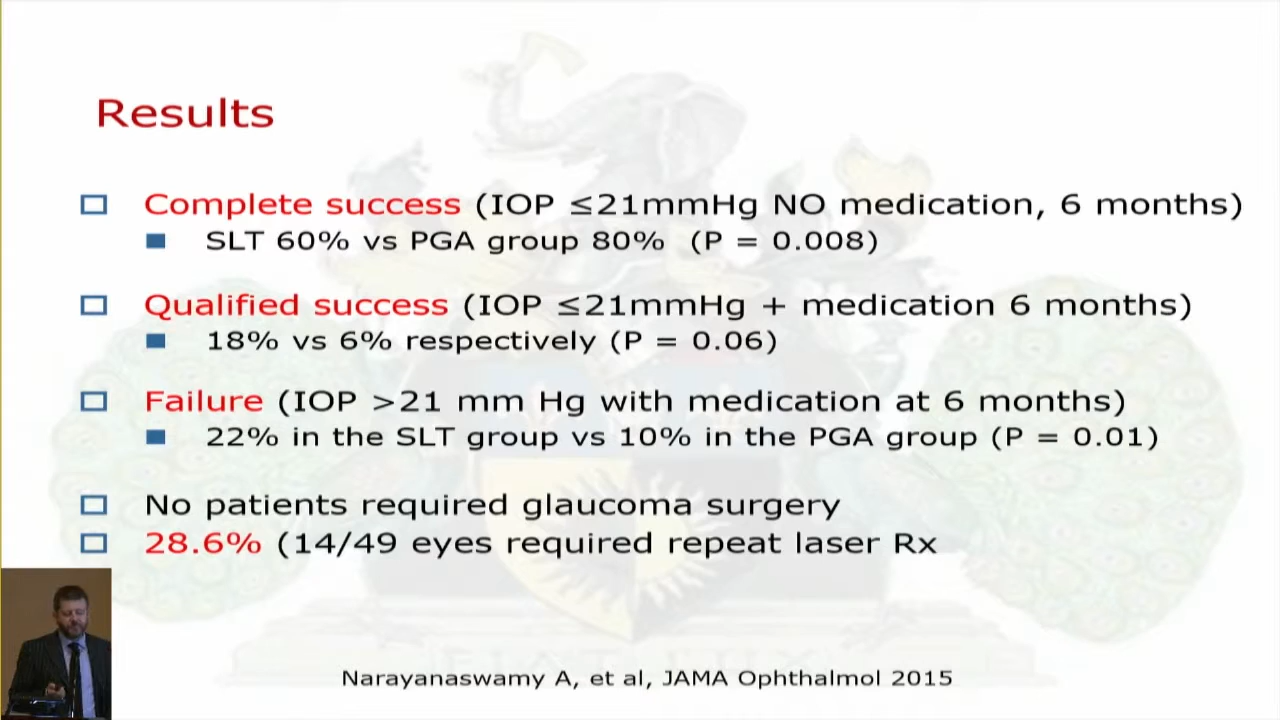 Results
Complete success (IOP ≤21mmHg NO medication, 6 months)
SLT 60% vs PGA group 80% (P = 0.008)
Qualified success (IOP ≤21mmHg + medication 6 months)
18% vs 6% respectively (P = 0.06)
Failure (IOP >21 mm Hg with medication at 6 months)
22% in the SLT group vs 10% in the PGA group (P = 0.01)
No patients required glaucoma surgery
28.6% (14/49 eyes required repeat laser Rx
Narayanaswamy A, et al, JAMA Ophthalmol 2015